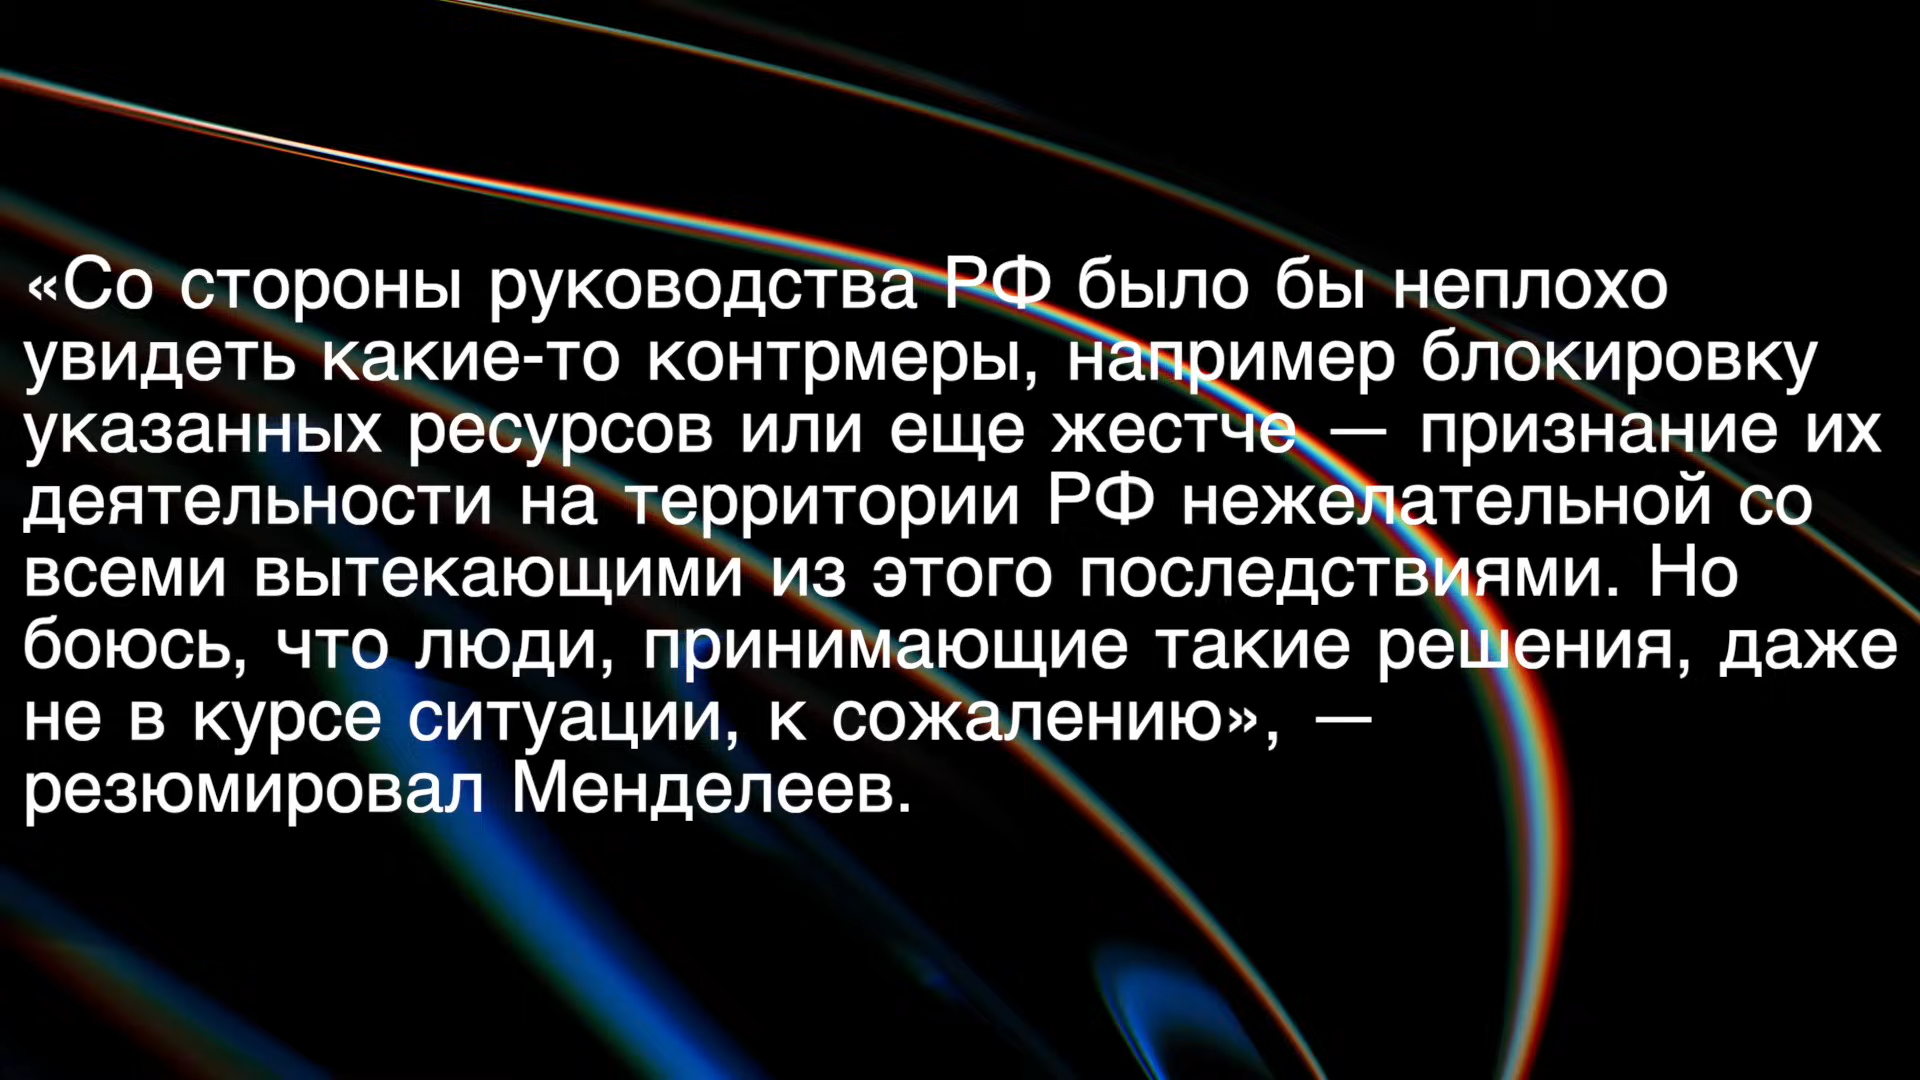 «Со стороны руководства РФ было бы неплохо
увидеть какие-то контрмеры, например блокировку
указанных ресурсов или еще жестче — признание их
деятельности на территории РФ нежелательной со
всеми вытекающими из этого последствиями. Но
боюсь, что люди, принимающие такие решения, даже
не в курсе ситуации, к сожалению», —
резюмировал Менделеев.